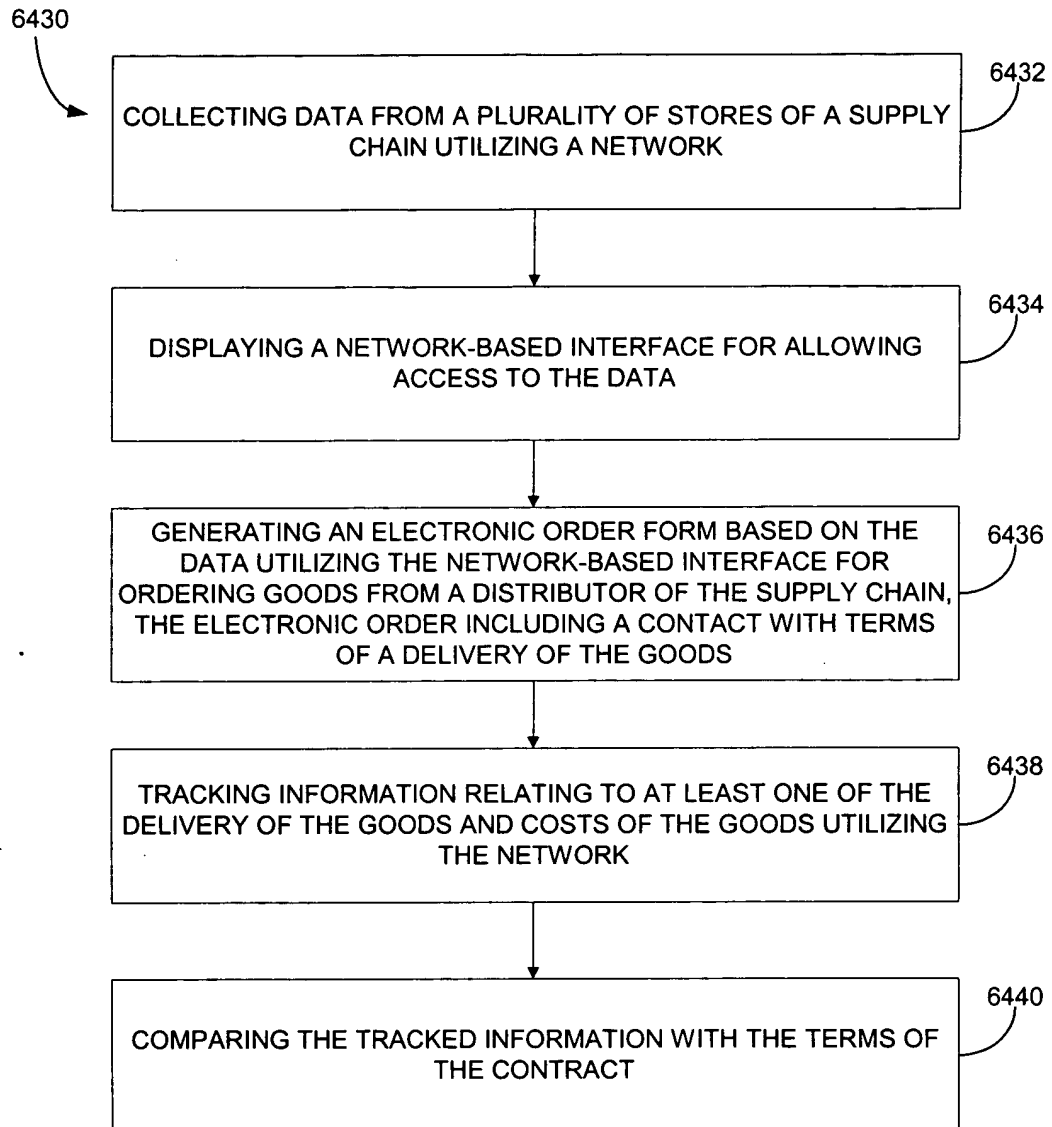 6430
6432
COLLECTING DATA FROM A PLURALITY OF STORES OF A SUPPLY
CHAIN UTILIZING A NETWORK
6434
DISPLAYING A NETWORK-BASED INTERFACE FOR ALLOWING
ACCESS TO THE DATA
6436
GENERATING AN ELECTRONIC ORDER FORM BASED ON THE
DATA UTILIZING THE NETWORK-BASED INTERFACE FOR
ORDERING GOODS FROM A DISTRIBUTOR OF THE SUPPLY CHAIN,
THE ELECTRONIC ORDER INCLUDING A CONTACT WITH TERMS
OF A DELIVERY OF THE GOODS
6438
TRACKING INFORMATION RELATING TO AT LEAST ONE OF THE
DELIVERY OF THE GOODS AND COSTS OF THE GOODS UTILIZING
THE NETWORK
6440
COMPARING THE TRACKED INFORMATION WITH THE TERMS OF
THE CONTRACT